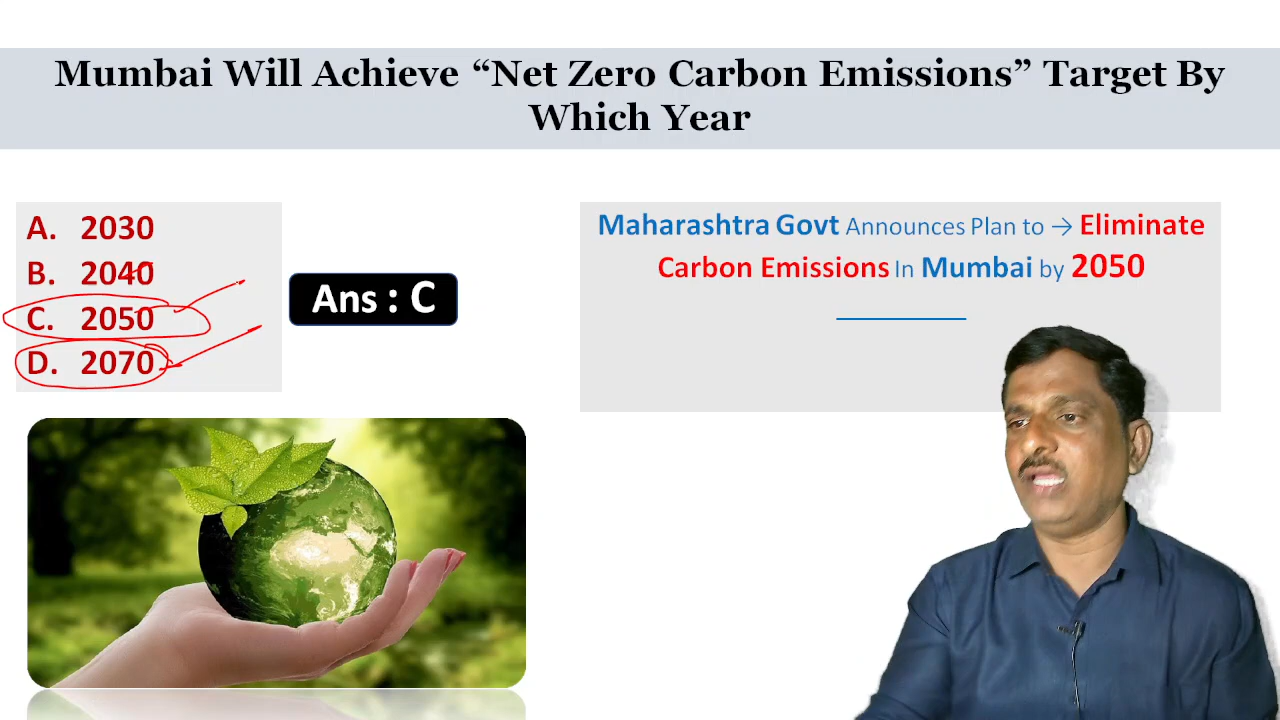 Mumbai Will Achieve “Net Zero Carbon Emissions” Target By
Which Year
A. 2030
B. 2040
C. 2050
D. 2070
Ans : C
Maharashtra Govt Announces Plan to → Eliminate
Carbon Emissions In Mumbai by 2050